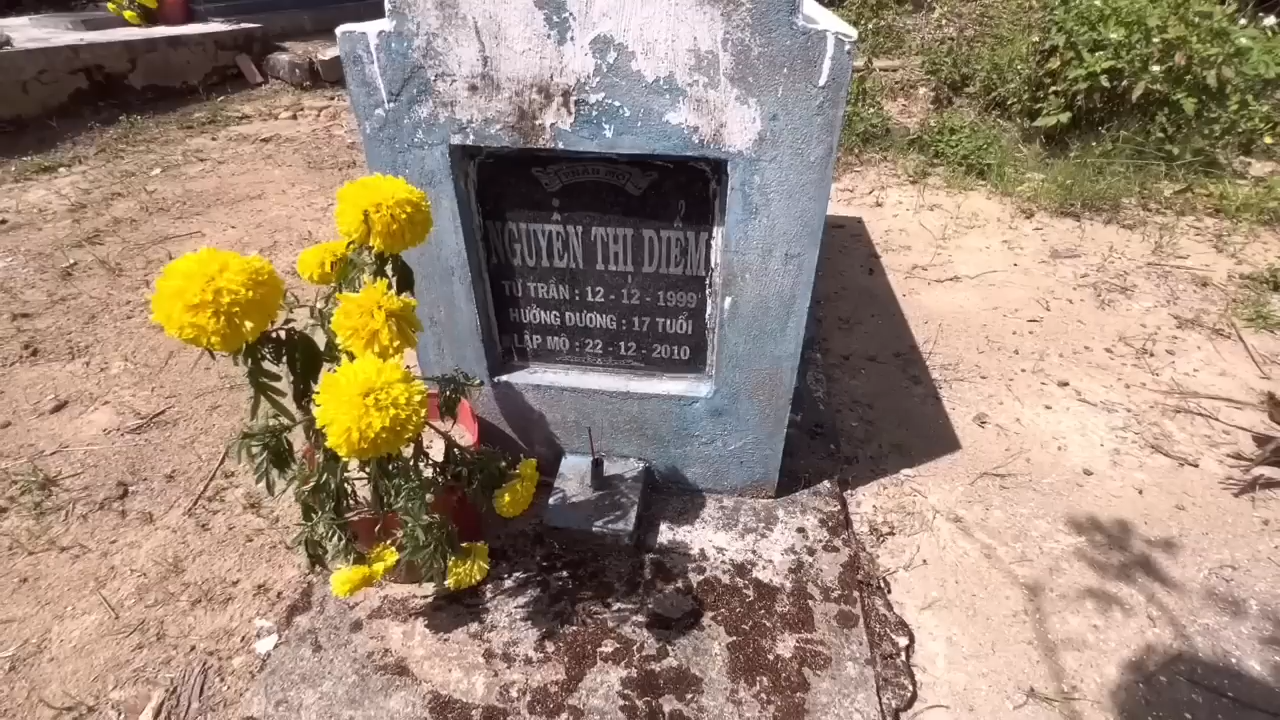 PHẦN MỘ
NGUYỄN THỊ DIỄM
TỪ TRẦN : 12 - 12 - 1999
HƯỞNG DƯƠNG : 17 TUỔI
LẬP MỘ : 22 - 12 - 2010